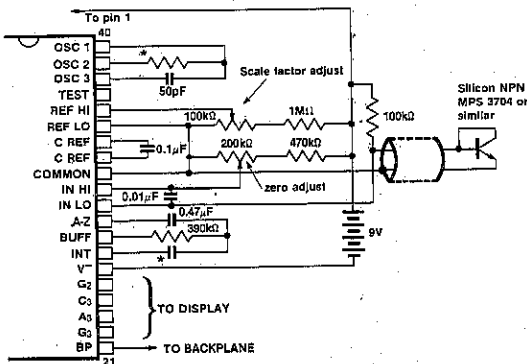 To pin 1
40
OSC 1
OSC 2
*
OSC 3
50pF
TEST
Scale factor adjust
REF HI
100kΩ
1MΩ
REF LO
C REF
0.1µF
200kΩ
470kΩ
C REF
COMMON
zero adjust
IN HI
0.01µF
IN LO
0.47µF
A-Z
390kΩ
BUFF
INT
*
V⁻
G2
C3
TO DISPLAY
A3
G3
BP
TO BACKPLANE
21
100kΩ
9V
Silicon NPN
MPS 3704 or
similar